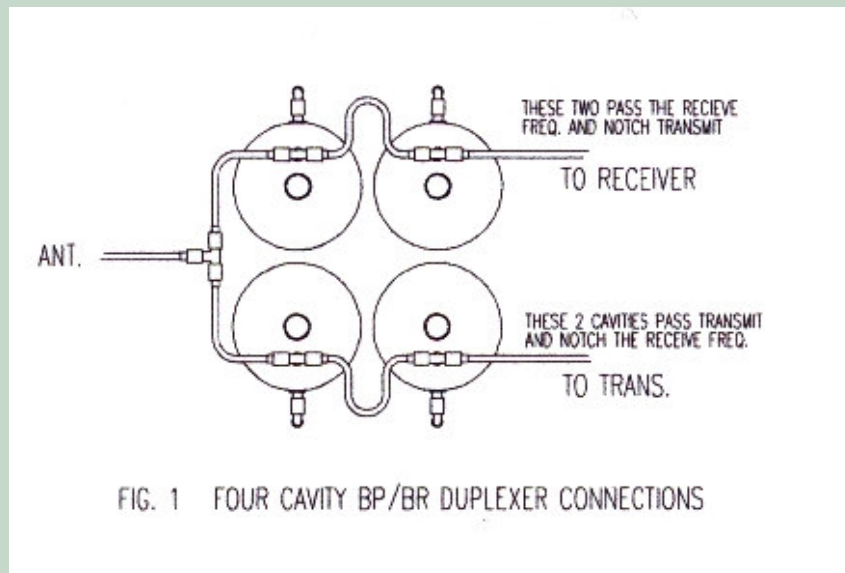 THESE TWO PASS THE RECIEVE
FREQ. AND NOTCH TRANSMIT
TO RECEIVER
ANT.
THESE 2 CAVITIES PASS TRANSMIT
AND NOTCH THE RECEIVE FREQ.
TO TRANS.
FIG. 1 FOUR CAVITY BP/BR DUPLEXER CONNECTIONS